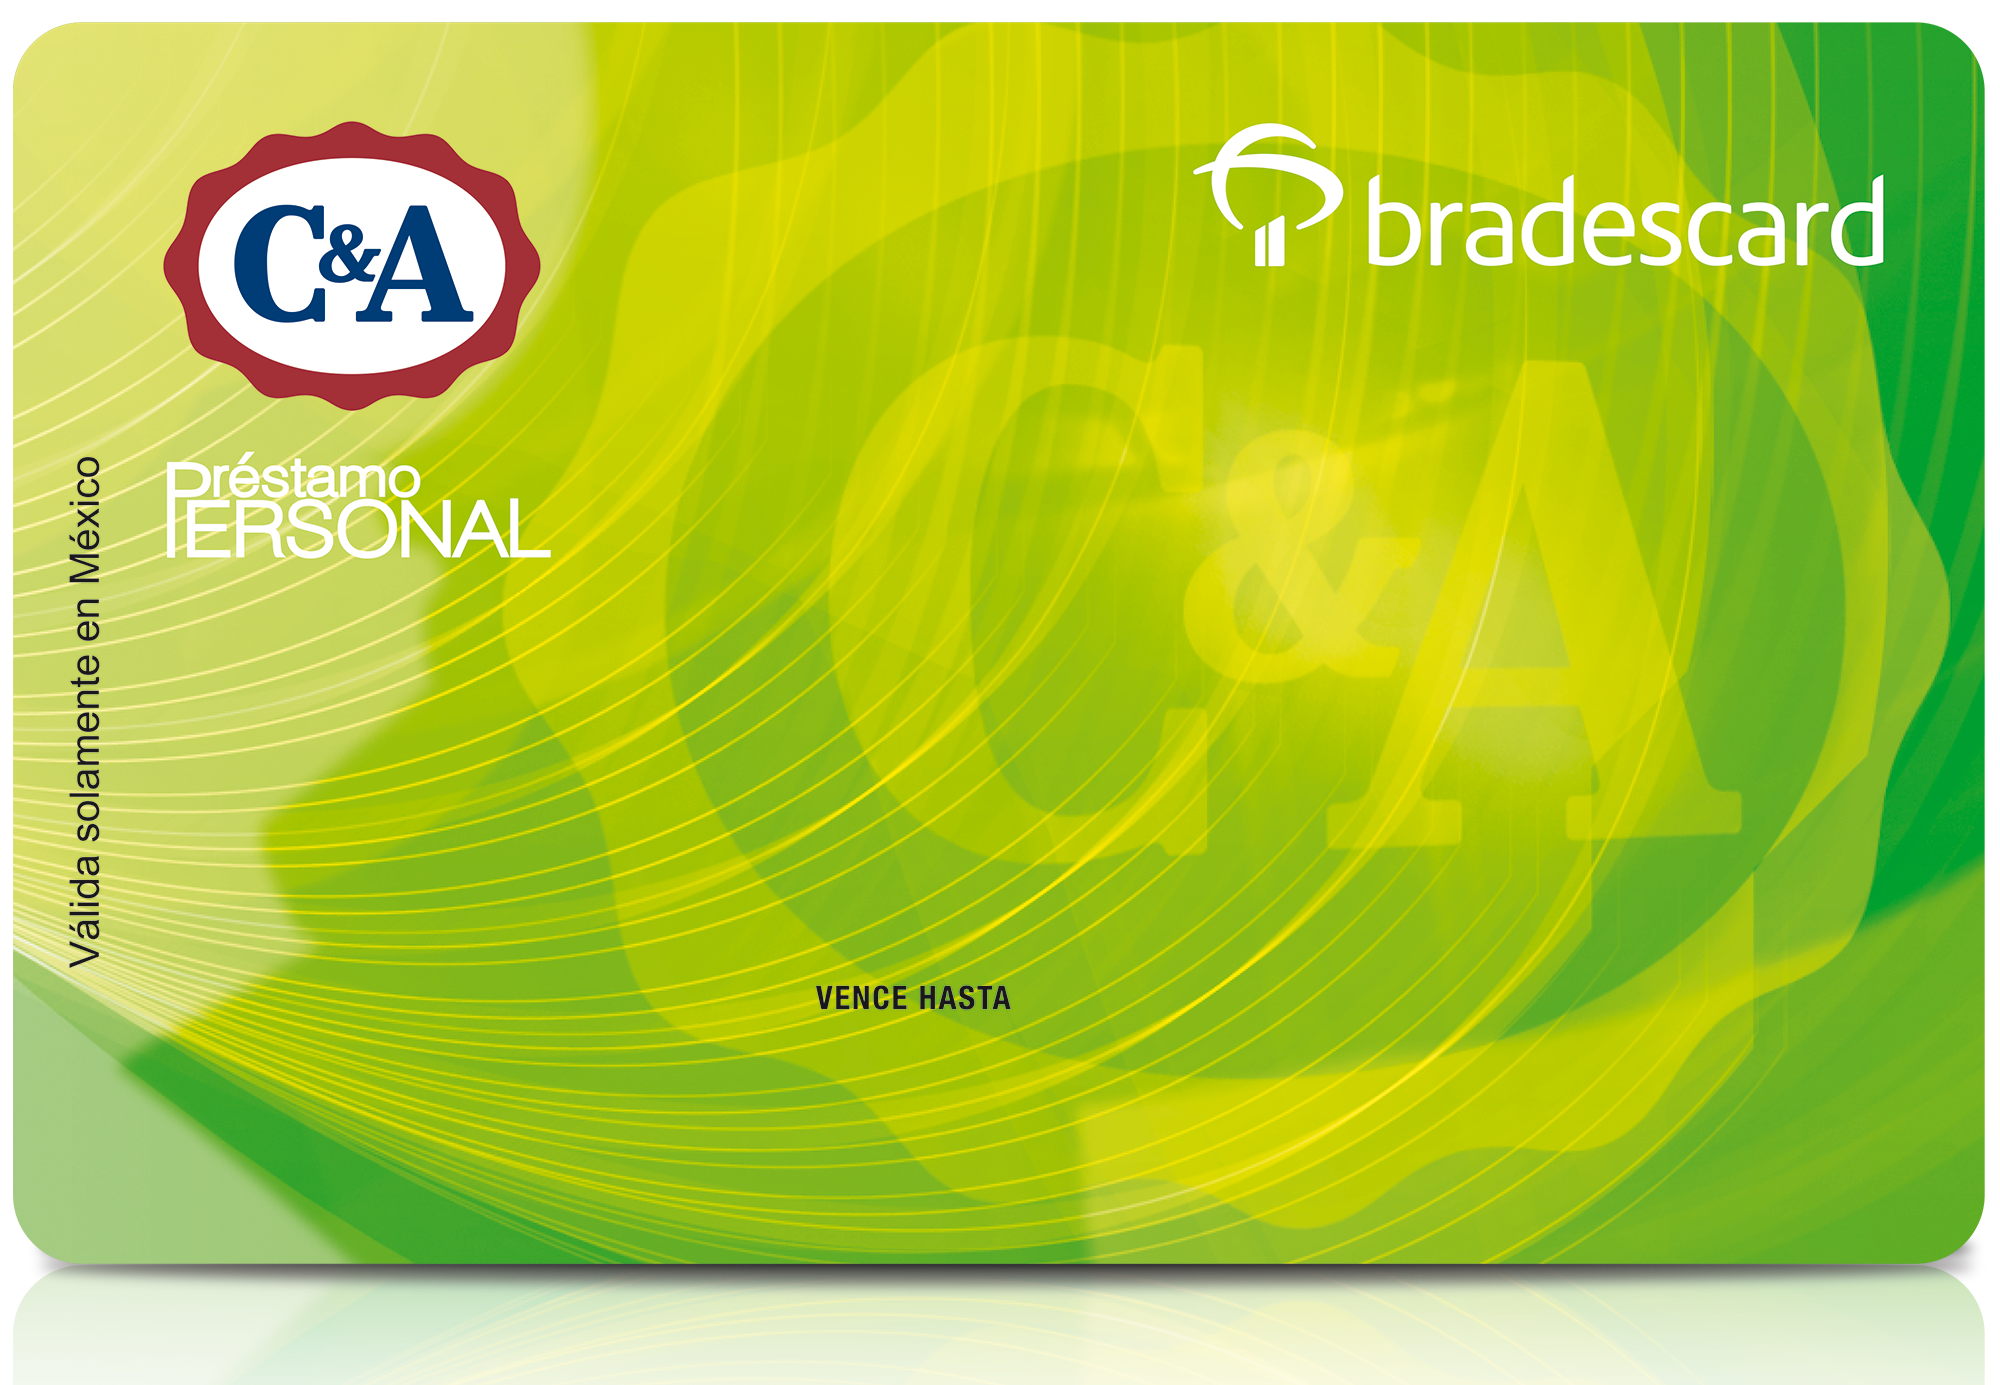 C&A
bradescard
Préstamo
PERSONAL
Válida solamente en México
C&A
VENCE HASTA